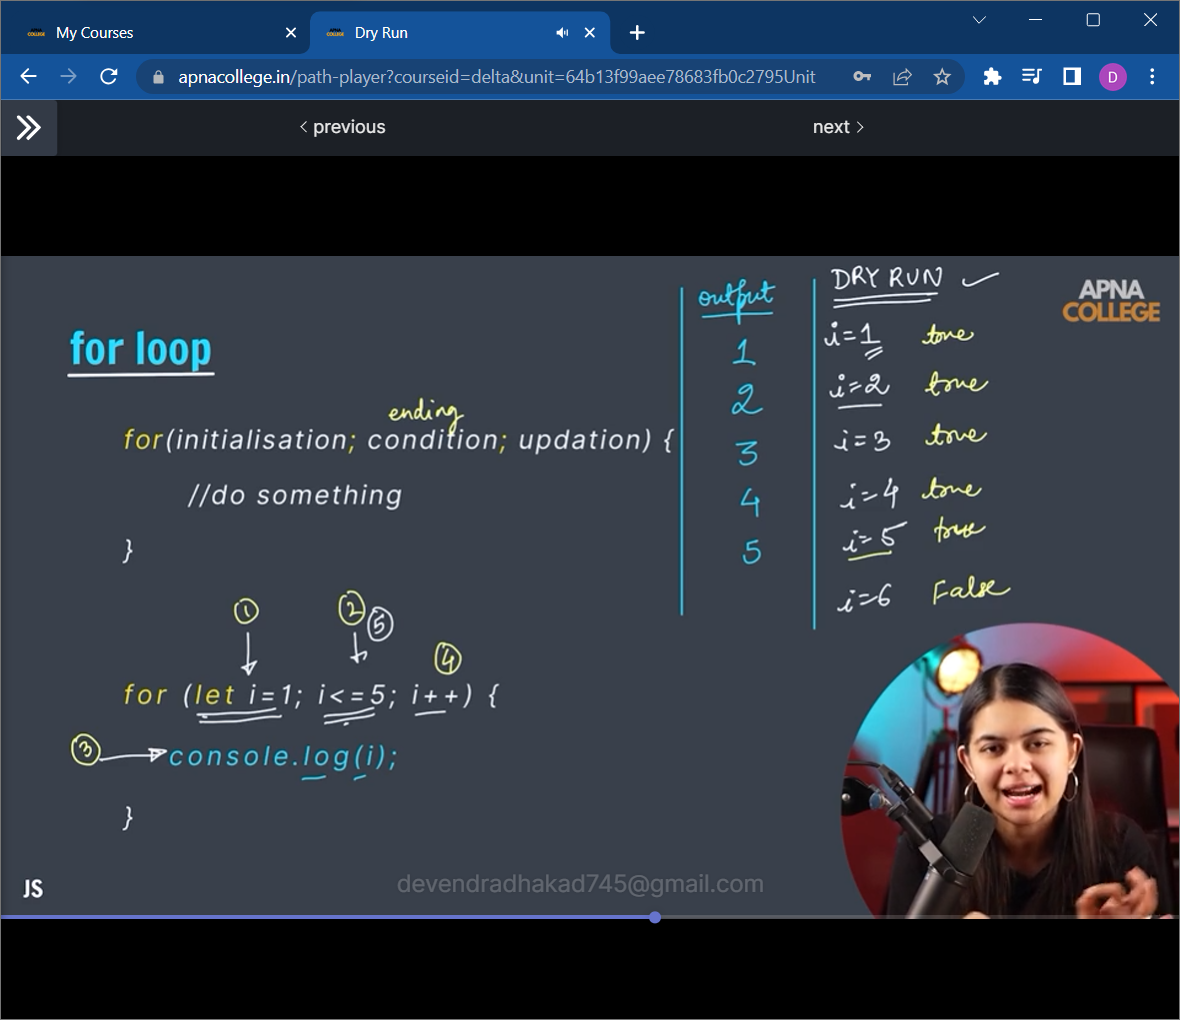 My Courses
Dry Run
apnacollege.in/path-player?courseid=delta&unit=64b13f99aee78683fb0c2795Unit
D
previous
next
for loop
ending
for(initialisation; condition; updation) {
//do something
}
1
2
5
4
for (let i=1; i<=5; i++) {
3
console.log(i);
}
output
1
2
3
4
5
DRY RUN
i=1 true
i=2 true
i=3 true
i=4 true
i=5 true
i=6 False
APNA
COLLEGE
JS
devendradhakad745@gmail.com